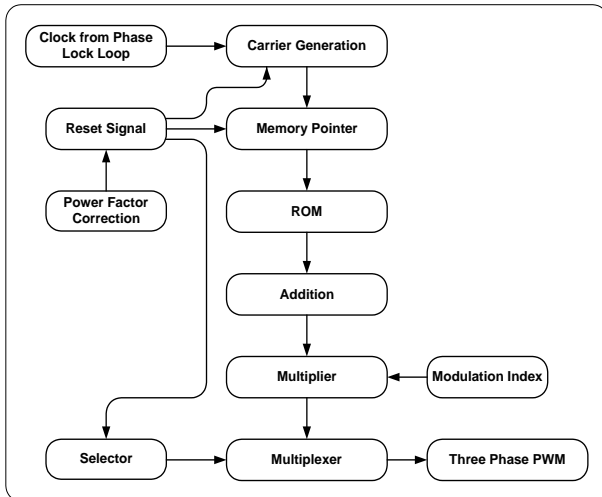 Clock from Phase
Lock Loop
Carrier Generation
Reset Signal
Memory Pointer
Power Factor
Correction
ROM
Addition
Multiplier
Modulation Index
Selector
Multiplexer
Three Phase PWM